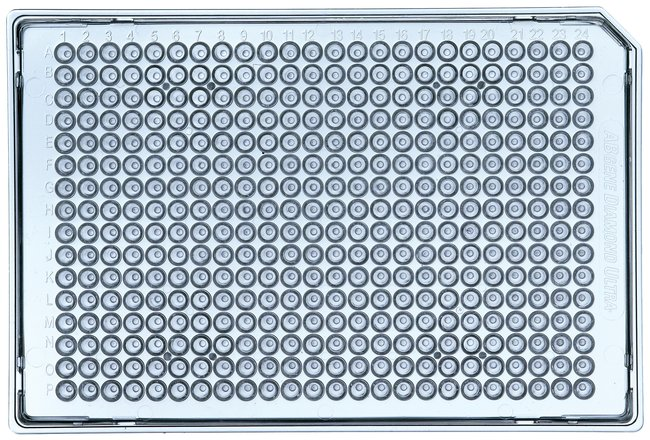 1 2 3 4 5 6 7 8 9 10 11 12 13 14 15 16 17 18 19 20 21 22 23 24
A
B
C
D
E
F
G
H
I
J
K
L
M
N
O
P
ABGENE DIAMOND ULTRA